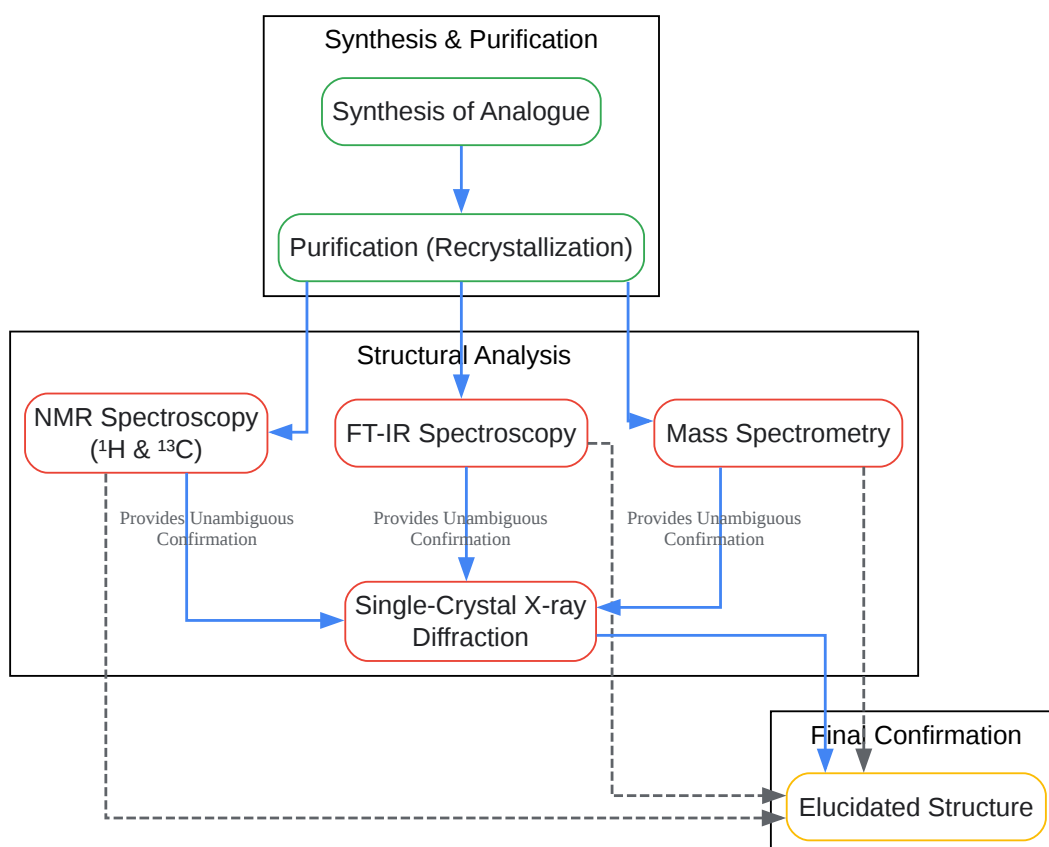 Synthesis & Purification
Synthesis of Analogue
Purification (Recrystallization)
Structural Analysis
NMR Spectroscopy
(¹H & ¹³C)
FT-IR Spectroscopy
Mass Spectrometry
Provides Unambiguous
Confirmation
Provides Unambiguous
Confirmation
Provides Unambiguous
Confirmation
Single-Crystal X-ray
Diffraction
Final Confirmation
Elucidated Structure